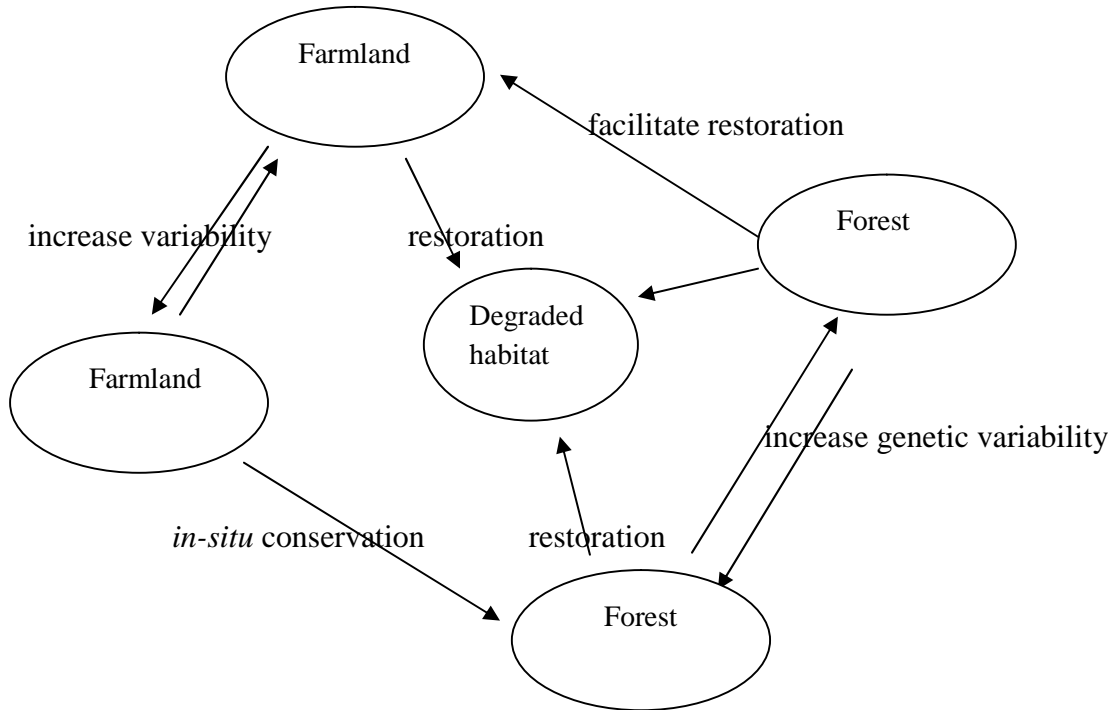 Farmland
facilitate restoration
Forest
increase variability
restoration
Degraded
habitat
Farmland
increase genetic variability
in-situ conservation
restoration
Forest